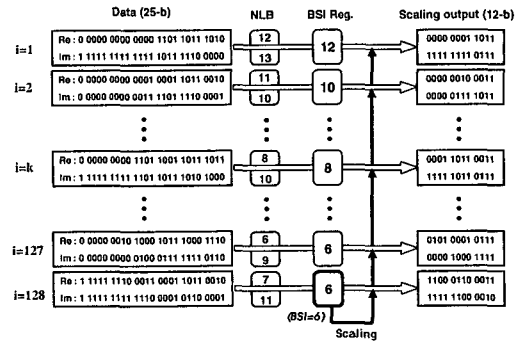 Data (25-b) NLB BSI Reg. Scaling output (12-b)
i=1
Re : 0 0000 0000 0000 1101 1011 1010 12 12 0000 0001 1011
Im : 1 1111 1111 1111 1011 1110 0000 13 1111 1111 0111
i=2
Re : 0 0000 0000 0001 0001 1011 0010 11 10 0000 0010 0011
Im : 0 0000 0000 0011 1101 1011 0001 10 0000 0111 1011
i=k
Re : 0 0000 0000 1101 1001 1011 1011 8 8 0001 1011 0011
Im : 1 1111 1111 1101 1011 1010 1000 10 1111 1011 0111
i=127
Re : 0 0000 0010 1000 1011 1000 1110 6 6 0101 0001 0111
Im : 0 0000 0000 0100 0111 1111 0110 9 0000 1000 1111
i=128
Re : 1 1111 1110 0011 0001 1011 0010 7 6 1100 0110 0011
Im : 1 1111 1111 1110 0001 0110 0001 11 1111 1100 0010
(BSI=6)
Scaling